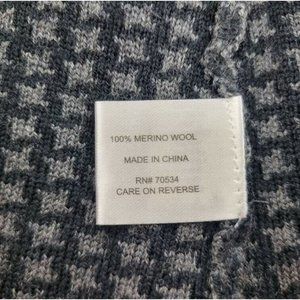 100% MERINO WOOL
MADE IN CHINA
RN# 70534
CARE ON REVERSE